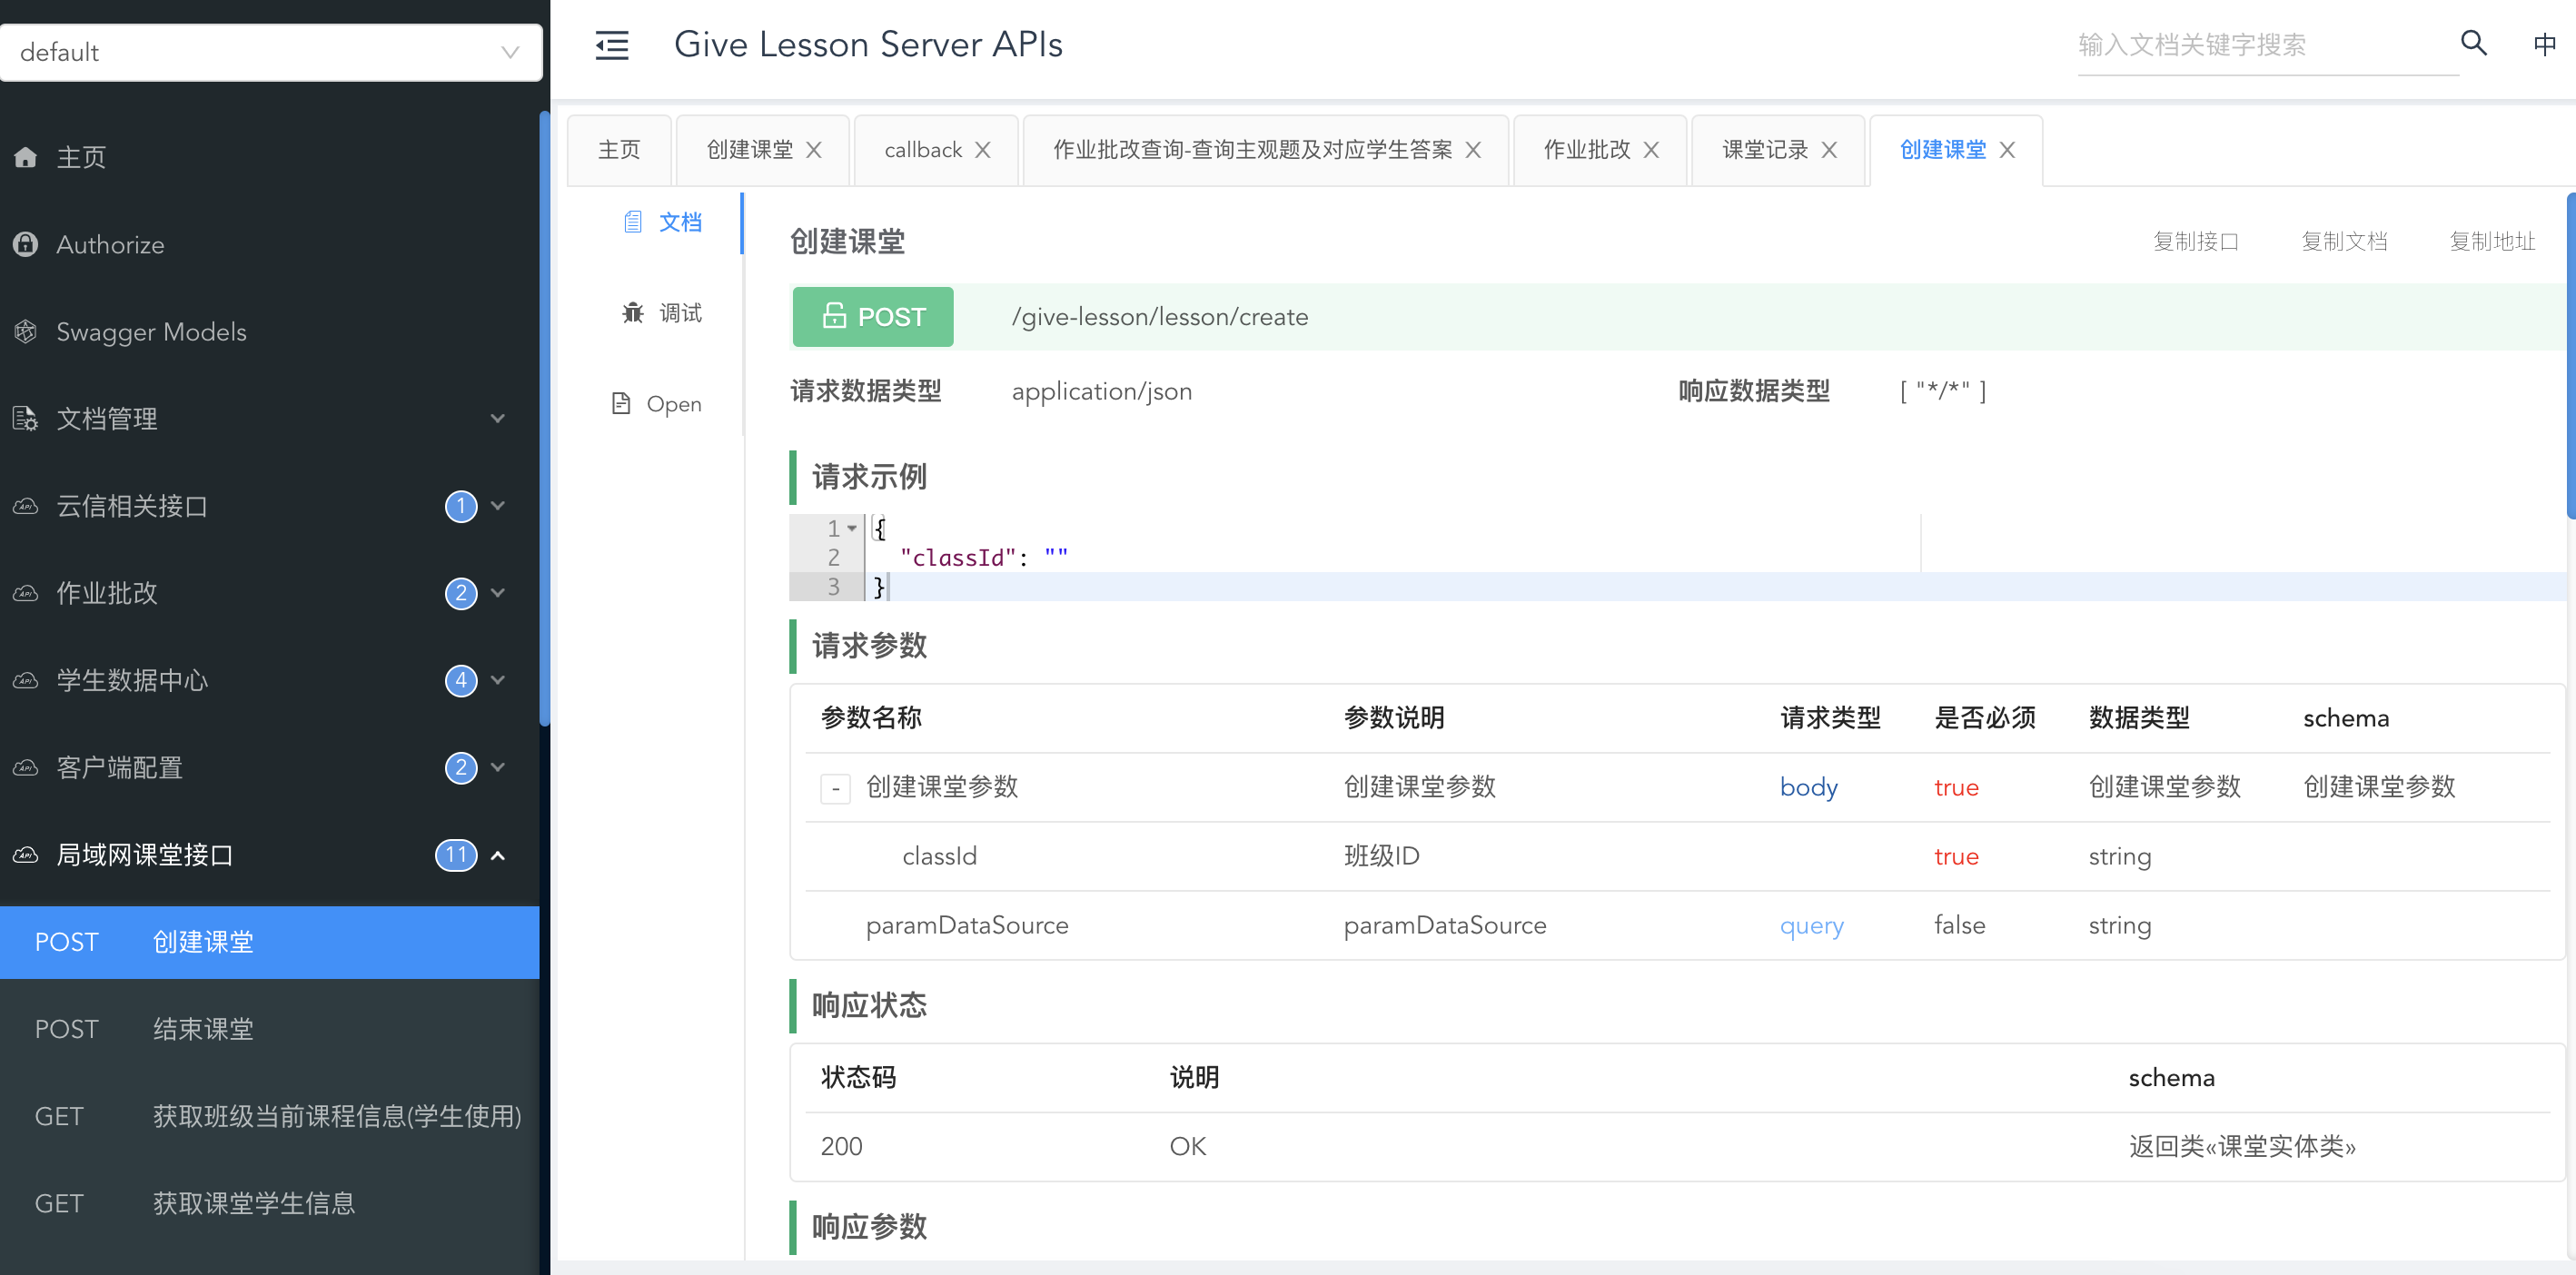 default
主页
Authorize
Swagger Models
文档管理
云信相关接口 1
作业批改 2
学生数据中心 4
客户端配置 2
局域网课堂接口 11
POST 创建课堂
POST 结束课堂
GET 获取班级当前课程信息(学生使用)
GET 获取课堂学生信息
Give Lesson Server APIs
输入文档关键字搜索
中
主页 创建课堂 callback 作业批改查询-查询主观题及对应学生答案 作业批改 课堂记录 创建课堂
文档
调试
Open
创建课堂
复制接口 复制文档 复制地址
POST /give-lesson/lesson/create
请求数据类型 application/json 响应数据类型 [ "*/*" ]
请求示例
1 {
2 "classId": ""
3 }
请求参数
参数名称 参数说明 请求类型 是否必须 数据类型 schema
- 创建课堂参数 创建课堂参数 body true 创建课堂参数 创建课堂参数
classId 班级ID true string
paramDataSource paramDataSource query false string
响应状态
状态码 说明 schema
200 OK 返回类«课堂实体类»
响应参数